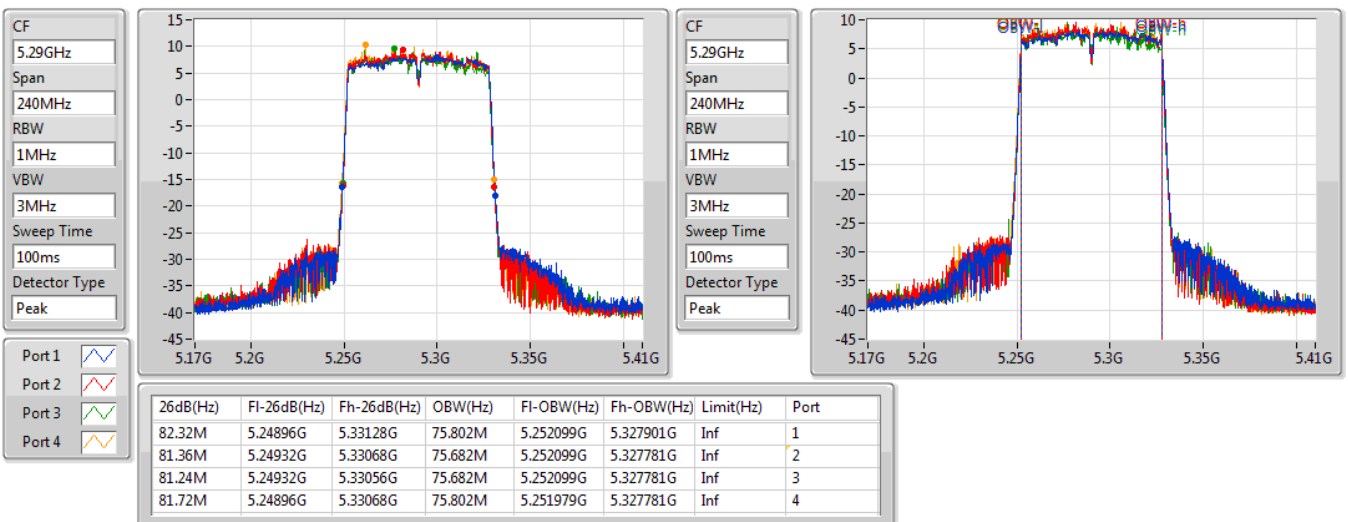 CF
5.29GHz
Span
240MHz
RBW
1MHz
VBW
3MHz
Sweep Time
100ms
Detector Type
Peak
15
10
5
0
-5
-10
-15
-20
-25
-30
-35
-40
-45
5.17G 5.2G 5.25G 5.3G 5.35G 5.41G
CF
5.29GHz
Span
240MHz
RBW
1MHz
VBW
3MHz
Sweep Time
100ms
Detector Type
Peak
OBW-l OBW-h
10
5
0
-5
-10
-15
-20
-25
-30
-35
-40
-45
5.17G 5.2G 5.25G 5.3G 5.35G 5.41G
Port 1
Port 2
Port 3
Port 4
26dB(Hz) Fl-26dB(Hz) Fh-26dB(Hz) OBW(Hz) Fl-OBW(Hz) Fh-OBW(Hz) Limit(Hz) Port
82.32M 5.24896G 5.33128G 75.802M 5.252099G 5.327901G Inf 1
81.36M 5.24932G 5.33068G 75.682M 5.252099G 5.327781G Inf 2
81.24M 5.24932G 5.33056G 75.682M 5.252099G 5.327781G Inf 3
81.72M 5.24896G 5.33068G 75.802M 5.251979G 5.327781G Inf 4